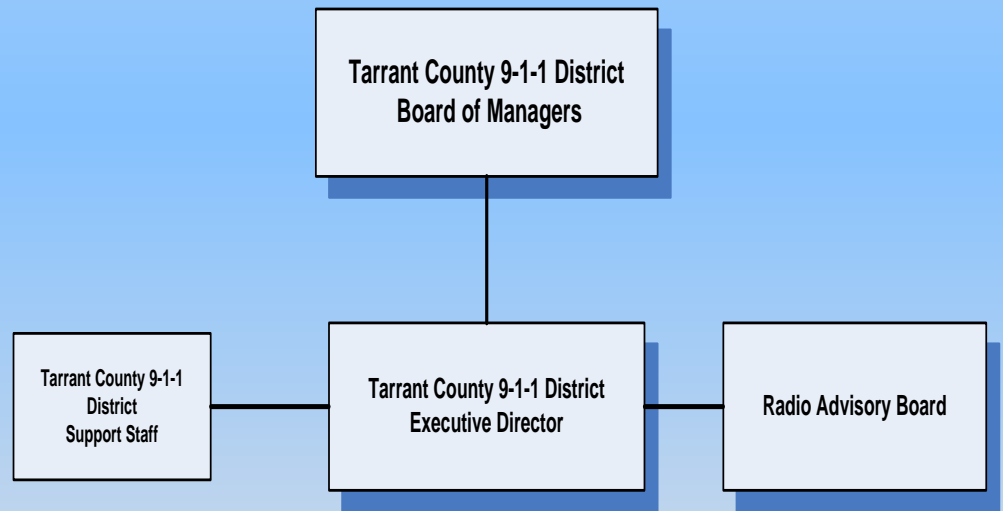 Tarrant County 9-1-1 District
Board of Managers
Tarrant County 9-1-1
District
Support Staff
Tarrant County 9-1-1 District
Executive Director
Radio Advisory Board